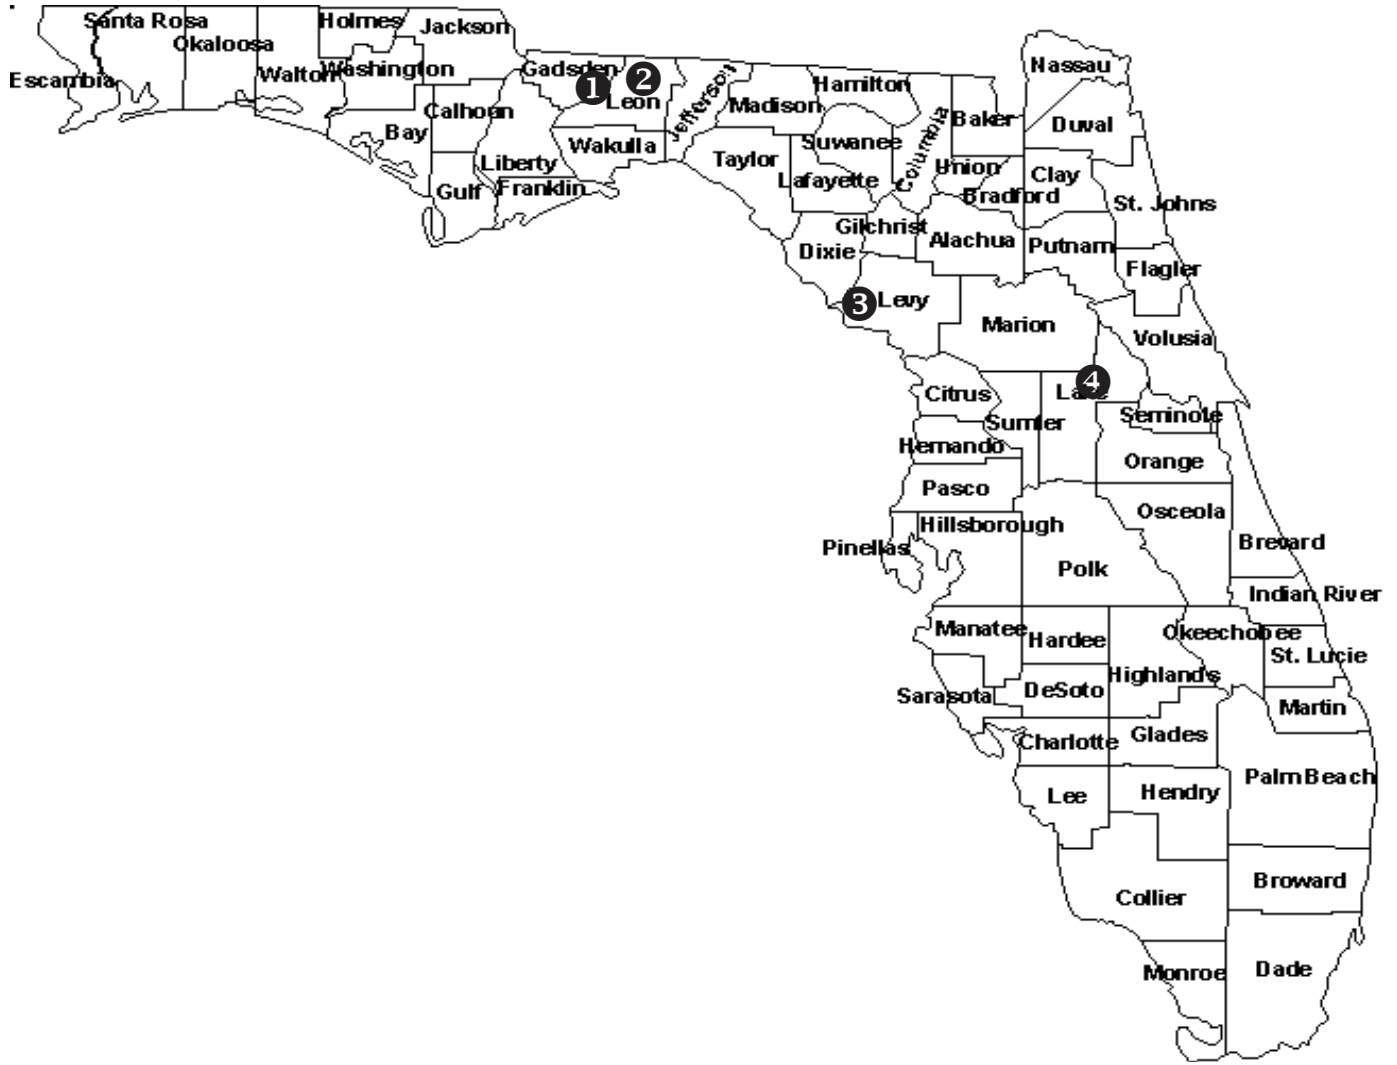 Santa Rosa
Holmes
Jackson
Okaloosa
Escambia
Walton
Washington
Gadsden
1
2
Leon
Jefferson
Madison
Hamilton
Nassau
Calhoun
Bay
Columbia
Baker
Duval
Liberty
Wakulla
Taylor
Suwanee
Union
Clay
Gulf
Franklin
Lafayette
Bradford
St. Johns
Gilchrist
Dixie
Alachua
Putnam
Flagler
3
Levy
Marion
Volusia
4
Lake
Citrus
Sumter
Seminole
Hernando
Orange
Pasco
Osceola
Hillsborough
Pinellas
Brevard
Polk
Indian River
Manatee
Hardee
Okeechobee
St. Lucie
Highlands
Sarasota
DeSoto
Martin
Charlotte
Glades
Palm Beach
Lee
Hendry
Broward
Collier
Monroe
Dade